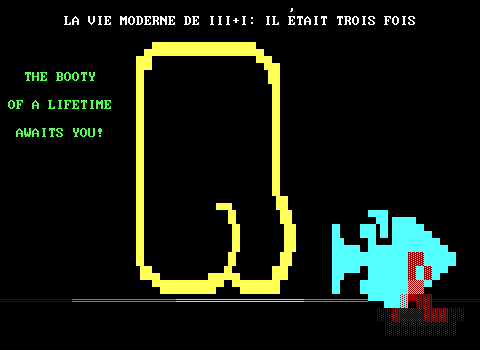 LA VIE MODERNE DE III+I: IL ÉTAIT TROIS FOIS
THE BOOTY
OF A LIFETIME
AWAITS YOU!